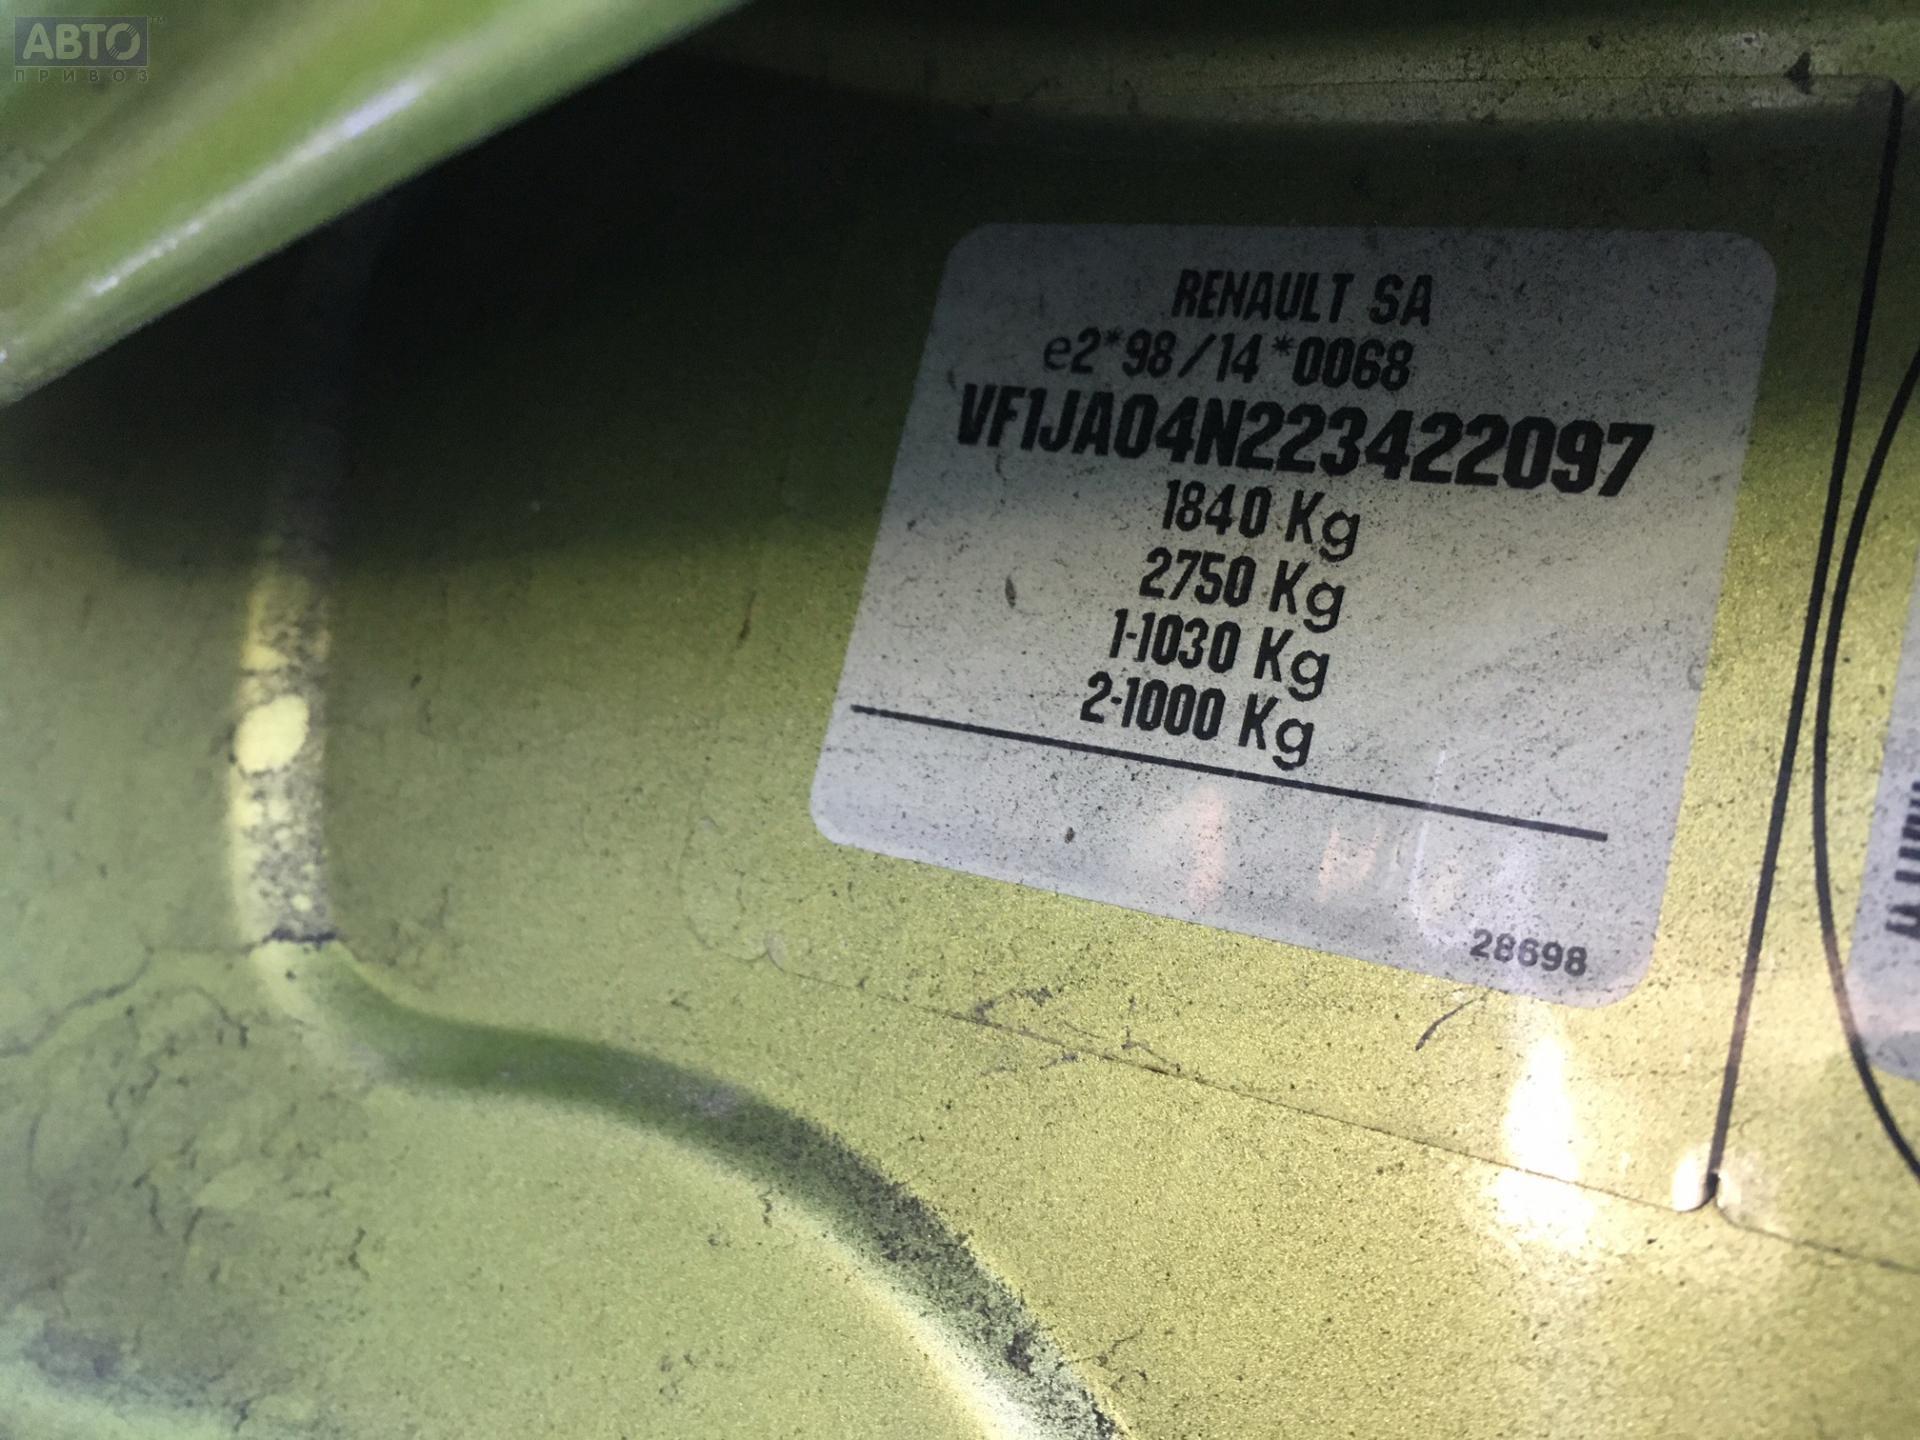 АВТО™
ПРИВОЗ
RENAULT SA
e2*98/14*0068
VF1JA04N223422097
1840 Kg
2750 Kg
1-1030 Kg
2-1000 Kg
28698